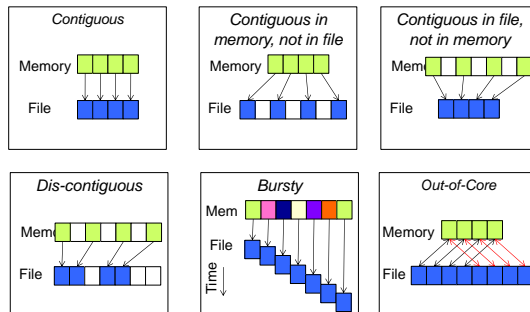 Contiguous
Memory
File
Contiguous in
memory, not in file
Memory
File
Contiguous in file,
not in memory
Mem
File
Dis-contiguous
Mem
File
Bursty
Mem
File
Time
Out-of-Core
Memory
File